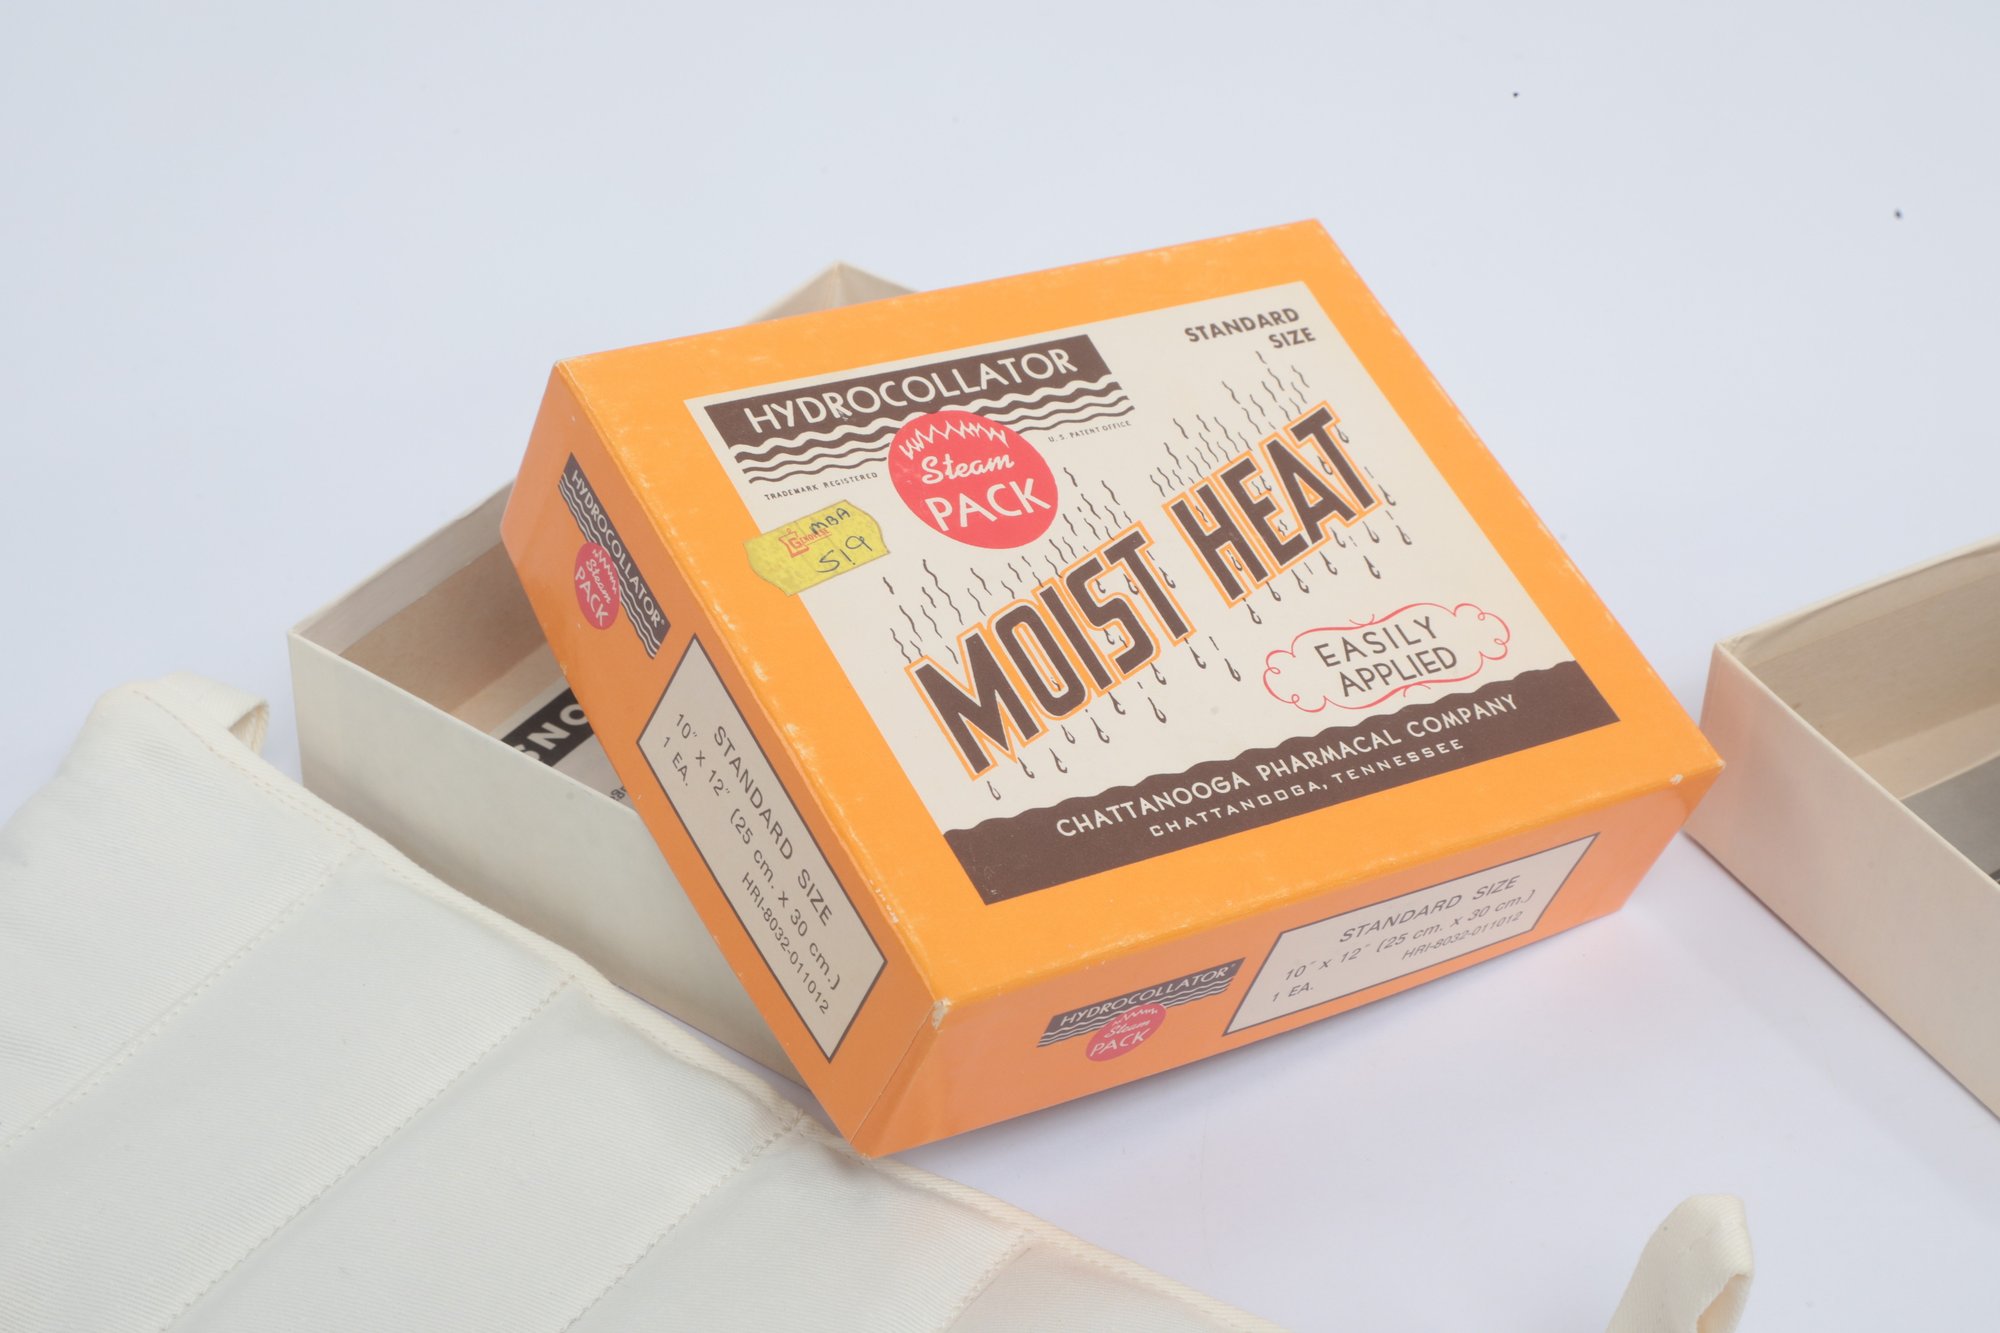 HYDROCOLLATOR
TRADEMARK REGISTERED
U.S. PATENT OFFICE
Steam
PACK
STANDARD
SIZE
MBA
519
MOIST HEAT
EASILY
APPLIED
CHATTANOOGA PHARMACAL COMPANY
CHATTANOOGA, TENNESSEE
HYDROCOLLATOR®
Steam
PACK
STANDARD SIZE
10" x 12" (25 cm. x 30 cm.)
1 EA.
HRI-8032-011012
HYDROCOLLATOR®
Steam
PACK
STANDARD SIZE
10" x 12" (25 cm. x 30 cm.)
1 EA.
HRI-8032-011012